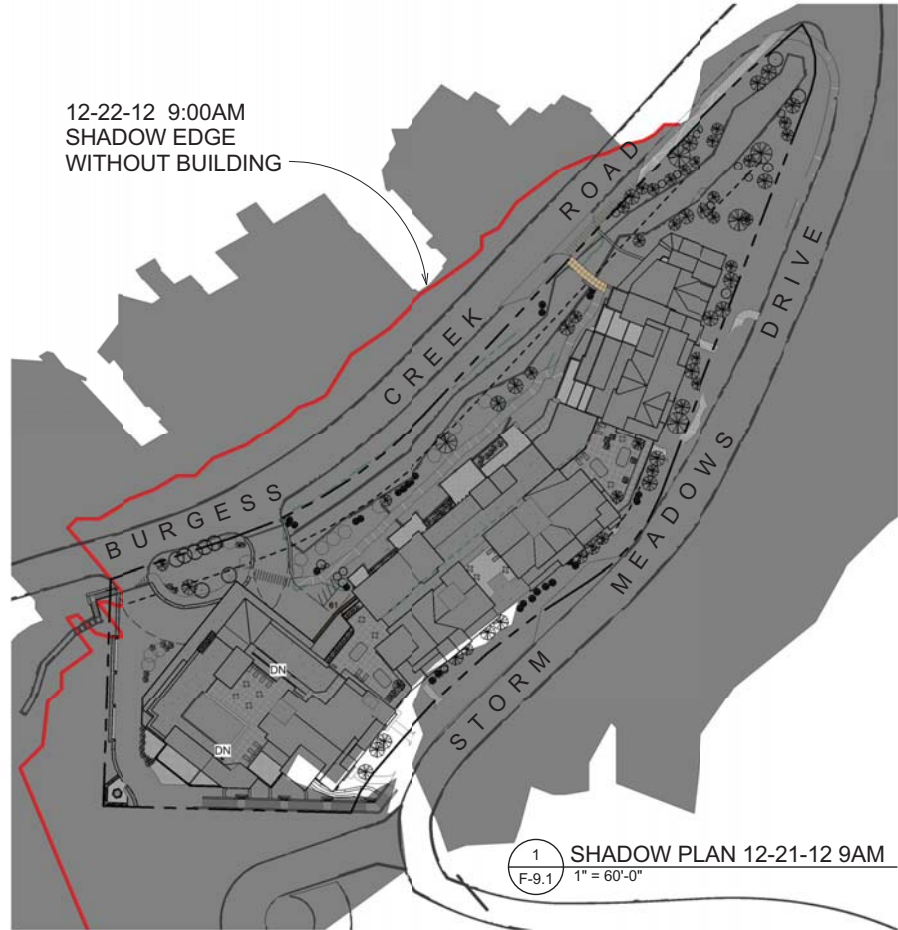 12-22-12 9:00AM
SHADOW EDGE
WITHOUT BUILDING
BURGESS CREEK ROAD
STORM MEADOWS DRIVE
DN
DN
1
F-9.1
SHADOW PLAN 12-21-12 9AM
1" = 60'-0"